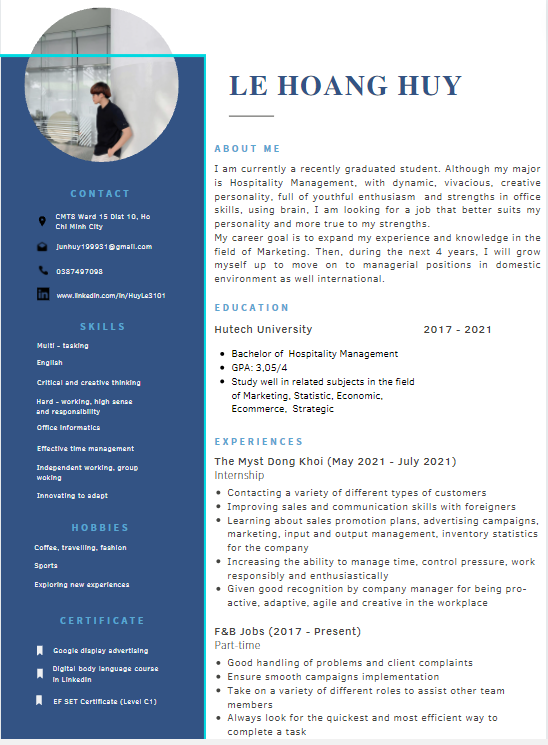 LE HOANG HUY
CONTACT
CMT8 Ward 15 Dist 10, Ho
Chi Minh City
junhuy199931@gmail.com
0387497098
in
www.linkedin.com/in/HuyLe3101
SKILLS
Multi - tasking
English
Critical and creative thinking
Hard - working, high sense
and responsibility
Office Informatics
Effective time management
Independent working, group
woking
Innovating to adapt
HOBBIES
Coffee, travelling, fashion
Sports
Exploring new experiences
CERTIFICATE
Google display advertising
Digital body language course
in Linkedin
EF SET Certificate (Level C1)
ABOUT ME
I am currently a recently graduated student. Although my major
is Hospitality Management, with dynamic, vivacious, creative
personality, full of youthful enthusiasm and strengths in office
skills, using brain, I am looking for a job that better suits my
personality and more true to my strengths.
My career goal is to expand my experience and knowledge in the
field of Marketing. Then, during the next 4 years, I will grow
myself up to move on to managerial positions in domestic
environment as well international.
EDUCATION
Hutech University 2017 - 2021
• Bachelor of Hospitality Management
• GPA: 3,05/4
• Study well in related subjects in the field
of Marketing, Statistic, Economic,
Ecommerce, Strategic
EXPERIENCES
The Myst Dong Khoi (May 2021 - July 2021)
Internship
• Contacting a variety of different types of customers
• Improving sales and communication skills with foreigners
• Learning about sales promotion plans, advertising campaigns,
marketing, input and output management, inventory statistics
for the company
• Increasing the ability to manage time, control pressure, work
responsibly and enthusiastically
• Given good recognition by company manager for being pro-
active, adaptive, agile and creative in the workplace
F&B Jobs (2017 - Present)
Part-time
• Good handling of problems and client complaints
• Ensure smooth campaigns implementation
• Take on a variety of different roles to assist other team
members
• Always look for the quickest and most efficient way to
complete a task